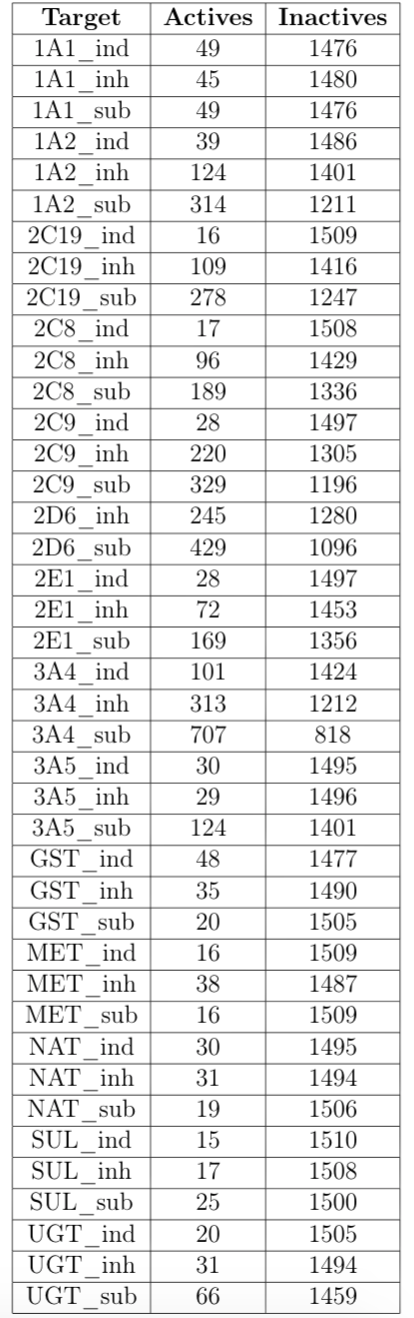 Target Actives Inactives
1A1_ind 49 1476
1A1_inh 45 1480
1A1_sub 49 1476
1A2_ind 39 1486
1A2_inh 124 1401
1A2_sub 314 1211
2C19_ind 16 1509
2C19_inh 109 1416
2C19_sub 278 1247
2C8_ind 17 1508
2C8_inh 96 1429
2C8_sub 189 1336
2C9_ind 28 1497
2C9_inh 220 1305
2C9_sub 329 1196
2D6_inh 245 1280
2D6_sub 429 1096
2E1_ind 28 1497
2E1_inh 72 1453
2E1_sub 169 1356
3A4_ind 101 1424
3A4_inh 313 1212
3A4_sub 707 818
3A5_ind 30 1495
3A5_inh 29 1496
3A5_sub 124 1401
GST_ind 48 1477
GST_inh 35 1490
GST_sub 20 1505
MET_ind 16 1509
MET_inh 38 1487
MET_sub 16 1509
NAT_ind 30 1495
NAT_inh 31 1494
NAT_sub 19 1506
SUL_ind 15 1510
SUL_inh 17 1508
SUL_sub 25 1500
UGT_ind 20 1505
UGT_inh 31 1494
UGT_sub 66 1459